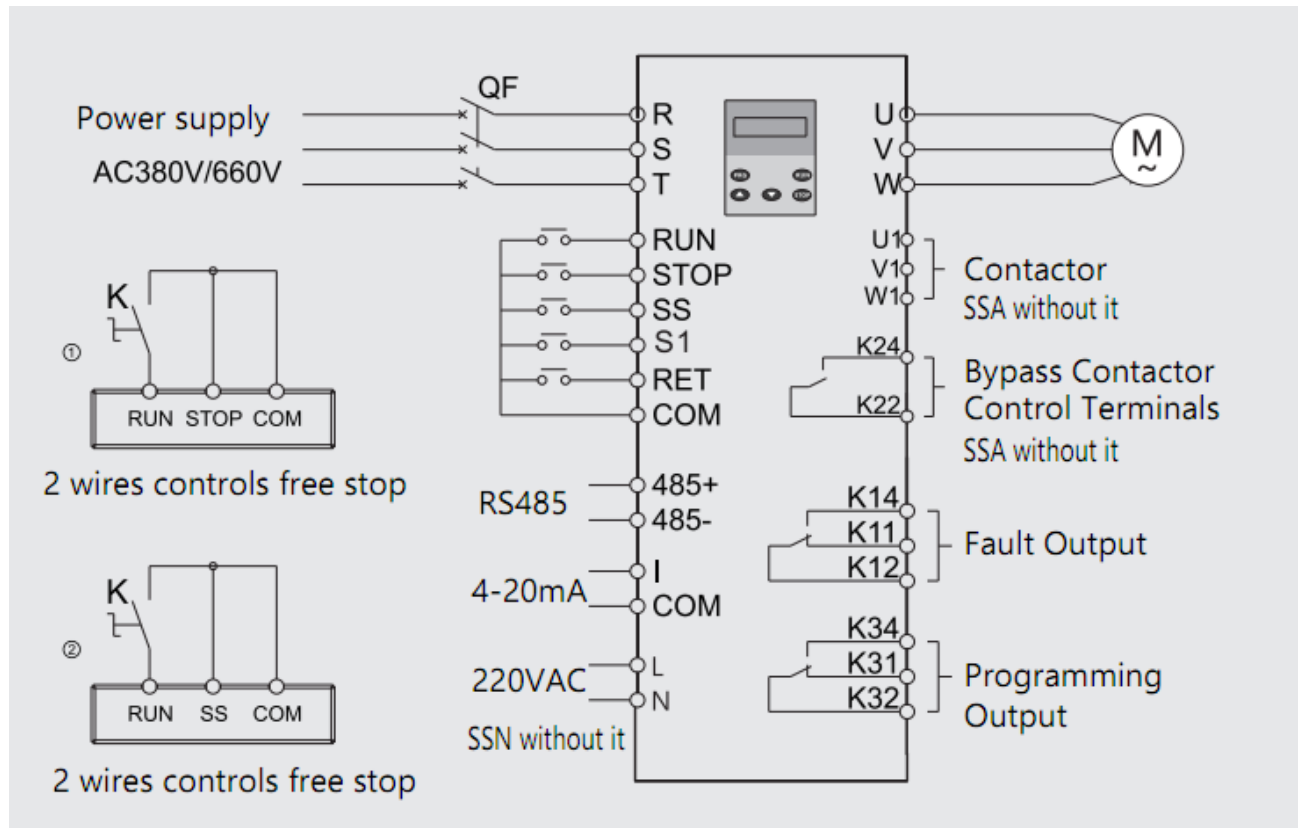 QF
Power supply
AC380V/660V
R
S
T
U
V
W
M
~
RUN
STOP
SS
S1
RET
COM
U1
V1
W1
Contactor
SSA without it
K24
K22
Bypass Contactor
Control Terminals
SSA without it
K
①
RUN STOP COM
2 wires controls free stop
RS485
485+
485-
4-20mA
I
COM
220VAC
L
N
SSN without it
K14
K11
K12
Fault Output
K34
K31
K32
Programming
Output
K
②
RUN SS COM
2 wires controls free stop